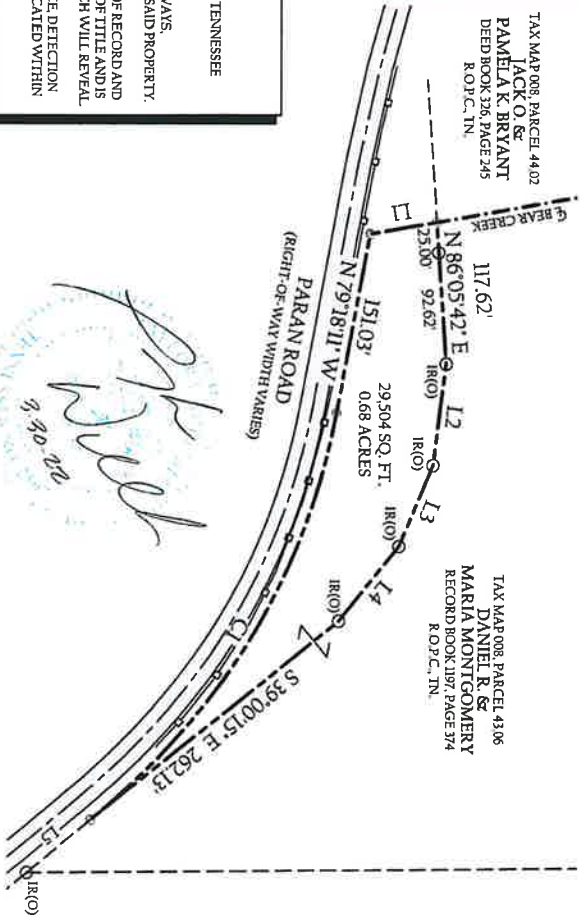 TENNESSEE
WAYS.
SAID PROPERTY.
OF RECORD AND
OF TITLE AND IS
CH WILL REVEAL
E, DETECTION
CATED WITHIN
TAX MAP 008, PARCEL 44.02
JACK O. &
PAMELA K. BRYANT
DEED BOOK 326, PAGE 245
R.O.P.C., TN.
℄ BEAR CREEK
L1
117.62'
N 86°05'42" E
25.00'
92.62'
IR(O)
L2
IR(O)
L3
IR(O)
L4
IR(O)
TAX MAP 008, PARCEL 43.06
DANIEL R. &
MARIA MONTGOMERY
RECORD BOOK 1197, PAGE 374
R.O.P.C., TN.
29,504 SQ. FT.
0.68 ACRES
151.03'
N 79°18'11" W
PARAN ROAD
(RIGHT-OF-WAY WIDTH VARIES)
C1
S 39°00'15" E 262.13'
L5
IR(O)
3.30.22